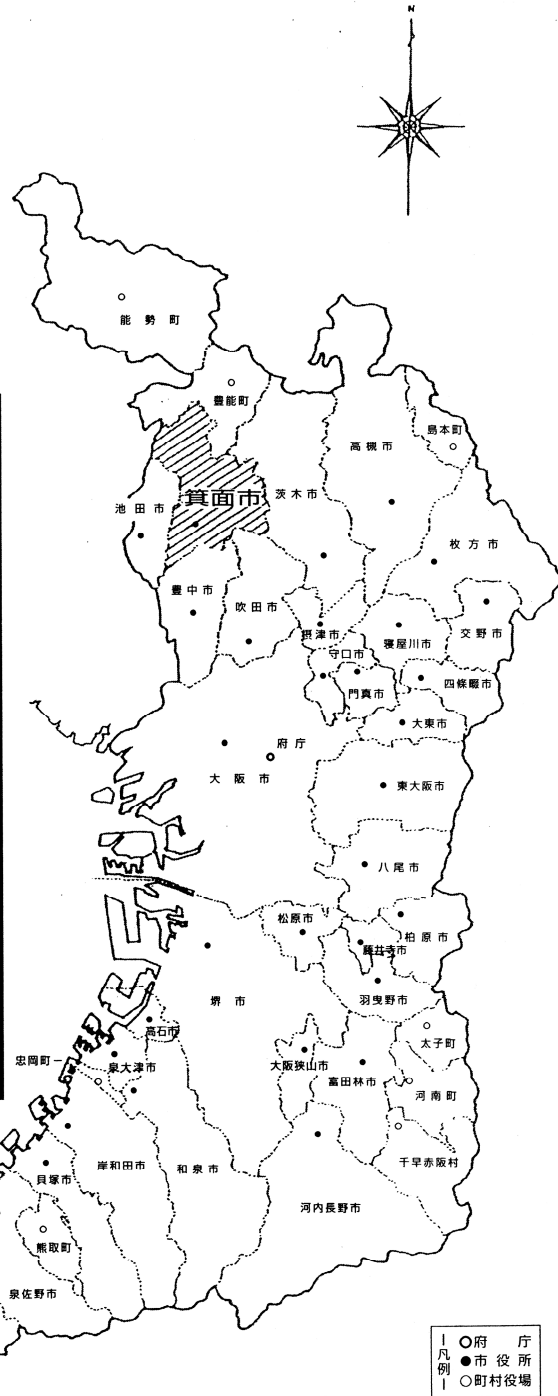 N
能勢町
豊能町
島本町
高槻市
茨木市
箕面市
池田市
枚方市
豊中市
吹田市
摂津市
寝屋川市
交野市
守口市
門真市
四條畷市
大東市
府庁
大阪市
東大阪市
八尾市
松原市
柏原市
藤井寺市
羽曳野市
堺市
高石市
太子町
忠岡町
泉大津市
大阪狭山市
富田林市
河南町
千早赤阪村
岸和田市
和泉市
貝塚市
河内長野市
熊取町
泉佐野市
凡例
府庁
市役所
町村役場